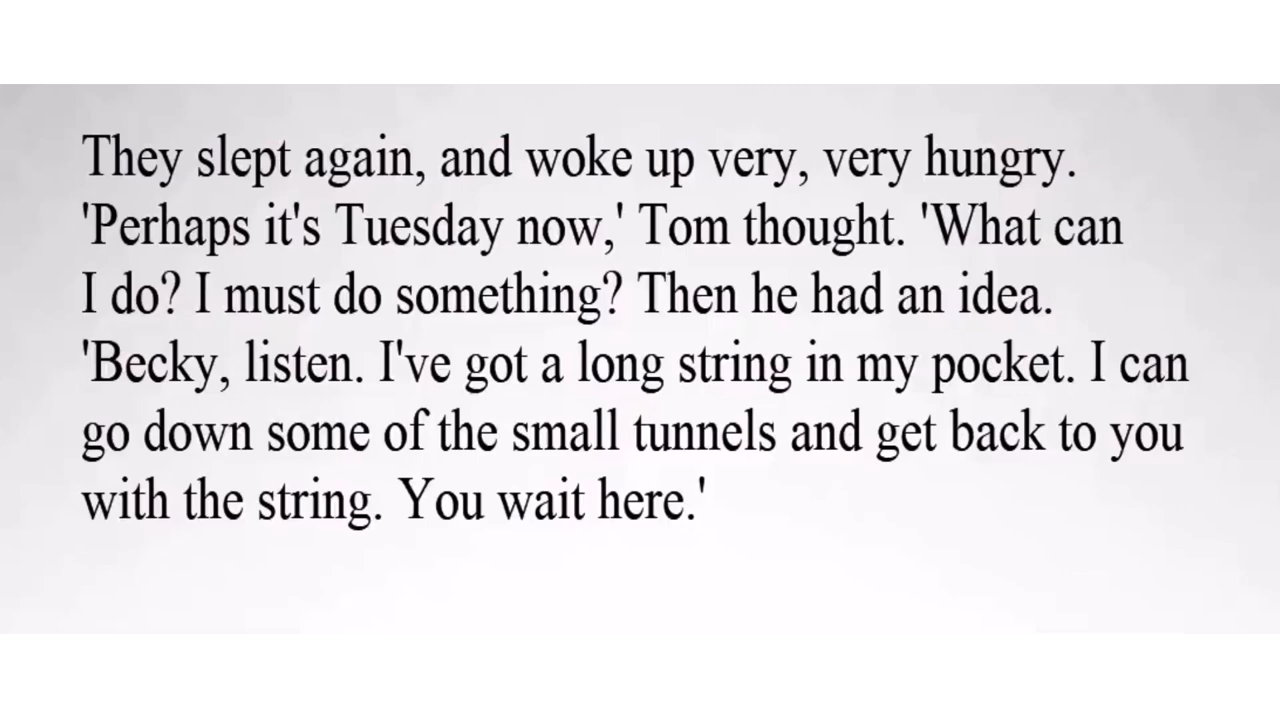 They slept again, and woke up very, very hungry.
'Perhaps it's Tuesday now,' Tom thought. 'What can
I do? I must do something? Then he had an idea.
'Becky, listen. I've got a long string in my pocket. I can
go down some of the small tunnels and get back to you
with the string. You wait here.'